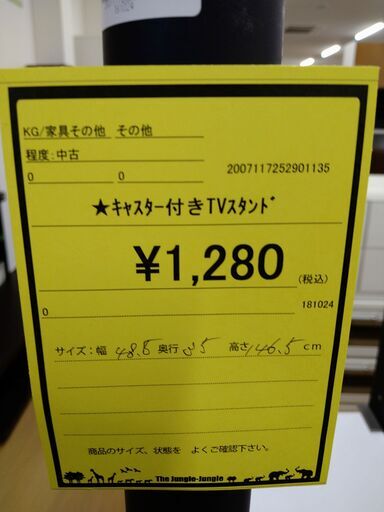 KG/家具その他 その他
程度:中古
0 0 2007117252901135
★ｷｬｽﾀｰ付きTVｽﾀﾝﾄﾞ
¥1,280
(税込)
0 181024
サイズ:幅 48.5 奥行 35 高さ 146.5 cm
商品のサイズ、状態を よくご確認下さい。
The Jungle-Jungle